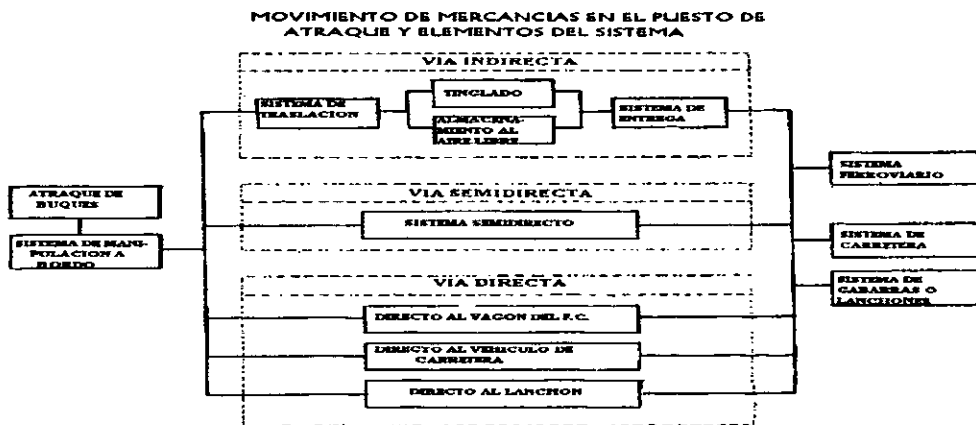 MOVIMIENTO DE MERCANCIAS EN EL PUESTO DE
ATRAQUE Y ELEMENTOS DEL SISTEMA
VIA INDIRECTA
SISTEMA DE
TRASLACION
TINGLADO
ALMACENA-
MIENTO AL
AIRE LIBRE
SISTEMA DE
ENTREGA
SISTEMA
FERROVIARIO
ATRAQUE DE
BUQUES
SISTEMA DE MANI-
PULACION A
BORDO
VIA SEMIDIRECTA
SISTEMA SEMIDIRECTO
SISTEMA DE
CARRETERA
SISTEMA DE
GABARRAS O
LANCHONES
VIA DIRECTA
DIRECTO AL VAGON DEL F.C.
DIRECTO AL VEHICULO DE
CARRETERA
DIRECTO AL LANCHON